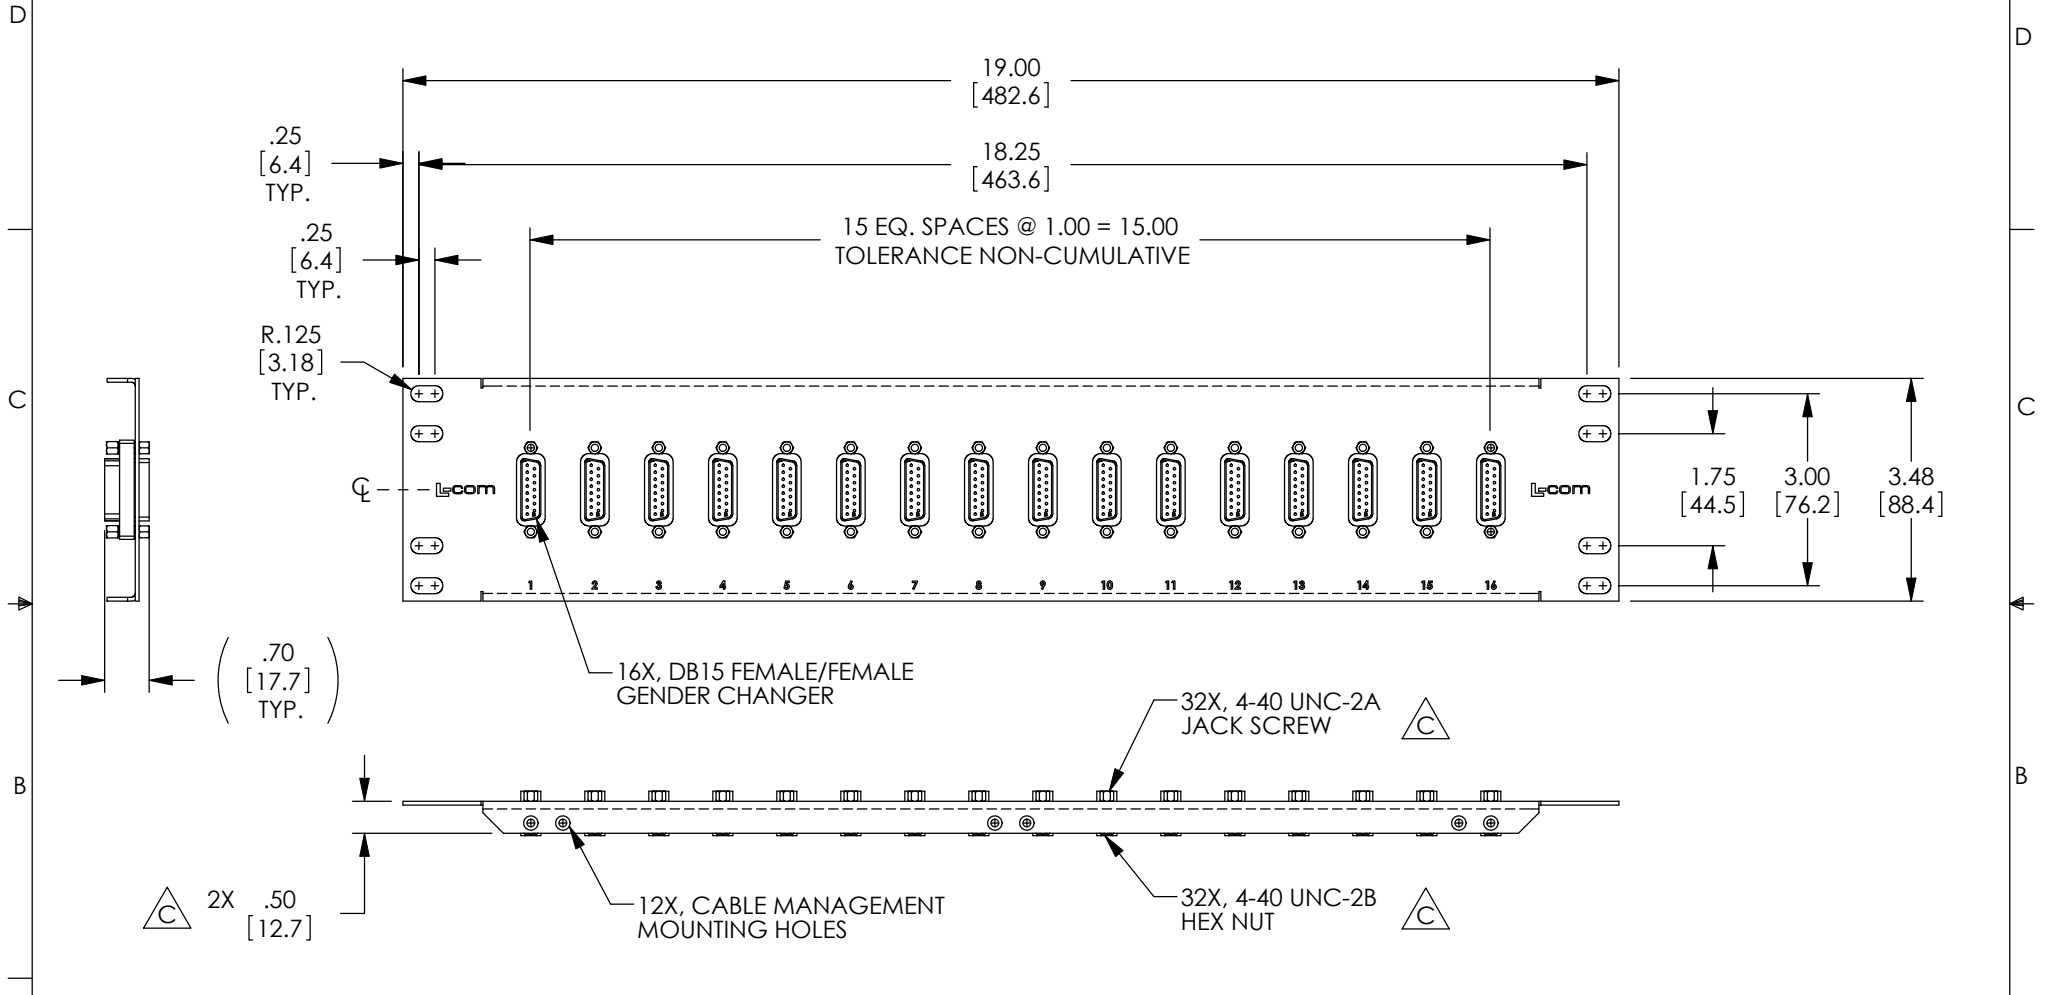 D
D
19.00
[482.6]
.25
[6.4]
TYP.
18.25
[463.6]
15 EQ. SPACES @ 1.00 = 15.00
TOLERANCE NON-CUMULATIVE
.25
[6.4]
TYP.
R.125
[3.18]
TYP.
C
C
℄
L-com
L-com
1.75
[44.5]
3.00
[76.2]
3.48
[88.4]
1 2 3 4 5 6 7 8 9 10 11 12 13 14 15 16
.70
[17.7]
TYP.
16X, DB15 FEMALE/FEMALE
GENDER CHANGER
32X, 4-40 UNC-2A
JACK SCREW
C
B
B
2X .50
[12.7]
C
12X, CABLE MANAGEMENT
MOUNTING HOLES
32X, 4-40 UNC-2B
HEX NUT
C